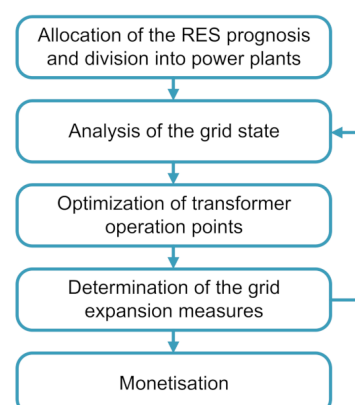 Allocation of the RES prognosis
and division into power plants
Analysis of the grid state
Optimization of transformer
operation points
Determination of the grid
expansion measures
Monetisation